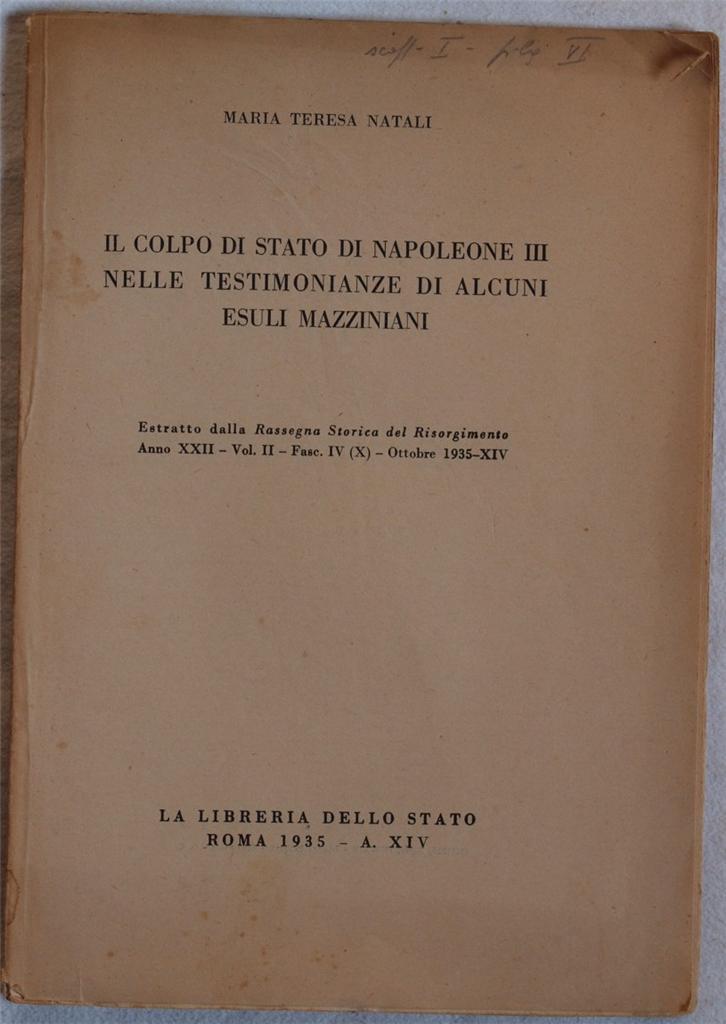 scaff- I - VI
MARIA TERESA NATALI
IL COLPO DI STATO DI NAPOLEONE III
NELLE TESTIMONIANZE DI ALCUNI
ESULI MAZZINIANI
Estratto dalla Rassegna Storica del Risorgimento
Anno XXII – Vol. II – Fasc. IV (X) – Ottobre 1935–XIV
LA LIBRERIA DELLO STATO
ROMA 1935 – A. XIV